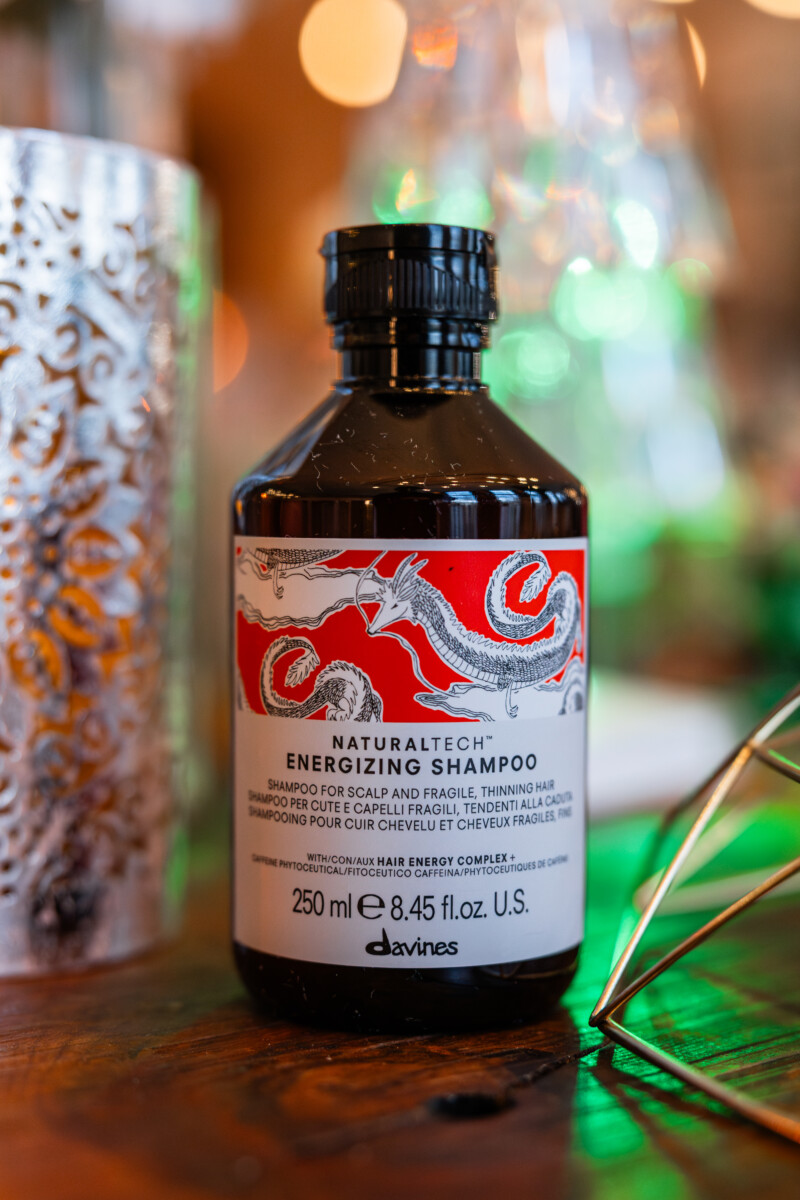 NATURALTECH™
ENERGIZING SHAMPOO
SHAMPOO FOR SCALP AND FRAGILE, THINNING HAIR
SHAMPOO PER CUTE E CAPELLI FRAGILI, TENDENTI ALLA CADUTA
SHAMPOOING POUR CUIR CHEVELU ET CHEVEUX FRAGILES, FINS
WITH/CON/AUX HAIR ENERGY COMPLEX +
CAFFEINE PHYTOCEUTICAL/FITOCEUTICO CAFFEINA/PHYTOCEUTIQUES DE CAFEINE
250 ml e 8.45 fl.oz. U.S.
davines